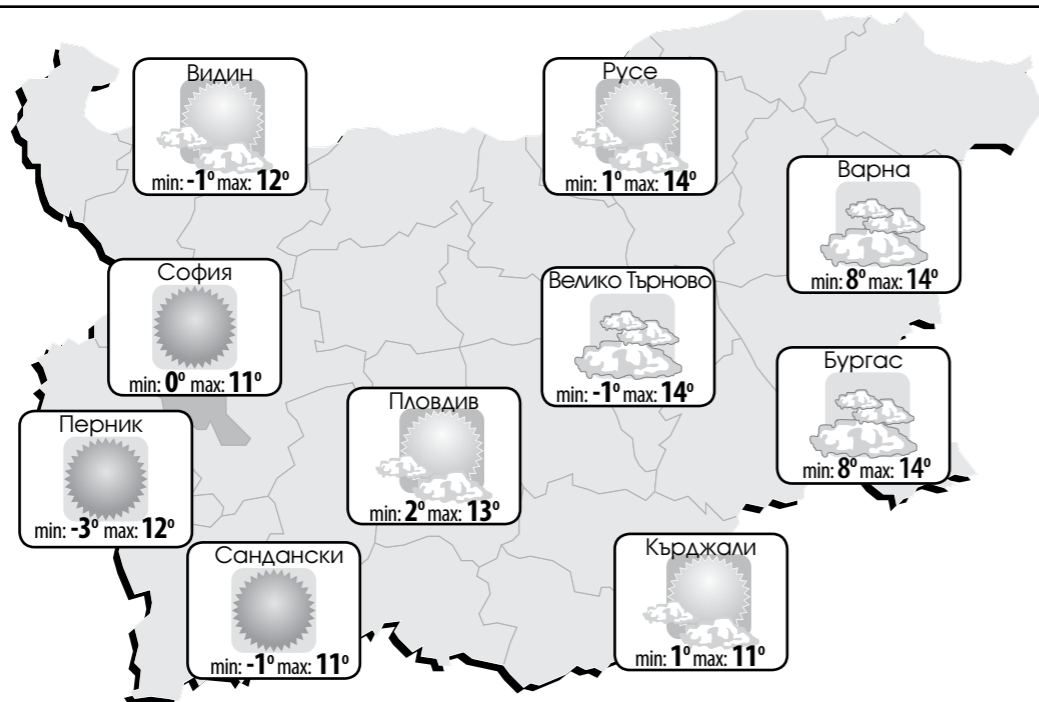 Видин
min: -1° max: 12°
Русе
min: 1° max: 14°
Варна
min: 8° max: 14°
София
min: 0° max: 11°
Велико Търново
min: -1° max: 14°
Бургас
min: 8° max: 14°
Пловдив
min: 2° max: 13°
Перник
min: -3° max: 12°
Сандански
min: -1° max: 11°
Кърджали
min: 1° max: 11°